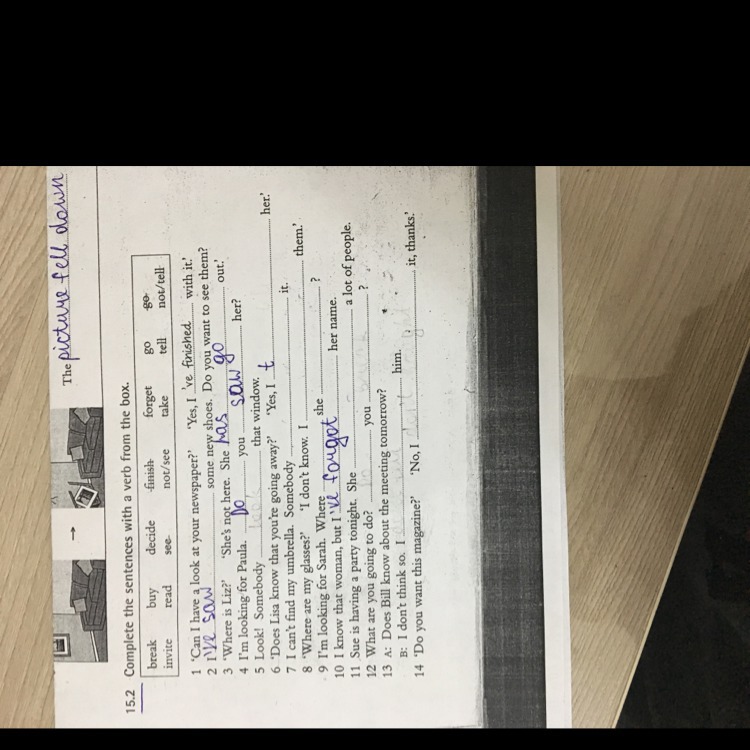 The picture fell down
15.2 Complete the sentences with a verb from the box.
break buy decide finish forget go go
invite read see not/see take tell not/tell
1 'Can I have a look at your newspaper?' 'Yes, I 've finished with it.'
2 I've saw some new shoes. Do you want to see them?
3 'Where is Liz?' 'She's not here. She has go out.'
4 I'm looking for Paula. Do you saw her?
5 Look! Somebody that window.
6 'Does Lisa know that you're going away?' 'Yes, I t her.'
7 I can't find my umbrella. Somebody it.
8 'Where are my glasses?' 'I don't know. I them.'
9 I'm looking for Sarah. Where she ?
10 I know that woman, but I 've forgot her name.
11 Sue is having a party tonight. She a lot of people.
12 What are you going to do? you ?
13 A: Does Bill know about the meeting tomorrow?
B: I don't think so. I him.
14 'Do you want this magazine?' 'No, I it, thanks.'